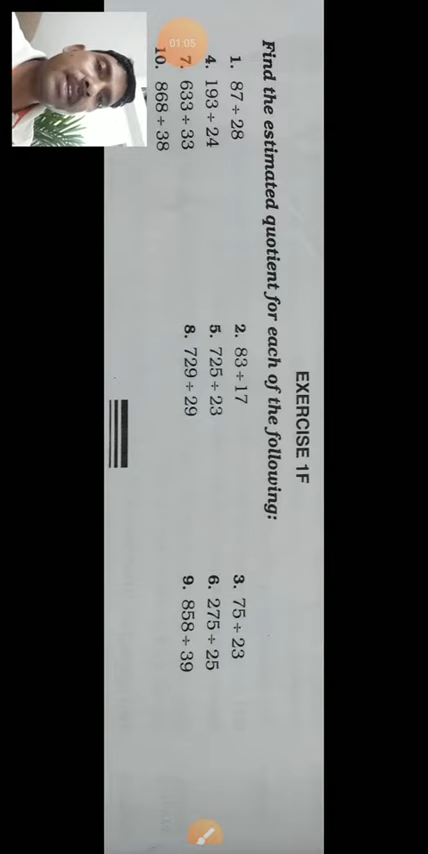 EXERCISE 1F
Find the estimated quotient for each of the following:
1. 87 ÷ 28 2. 83 ÷ 17 3. 75 ÷ 23
4. 193 ÷ 24 5. 725 ÷ 23 6. 275 ÷ 25
7. 633 ÷ 33 8. 729 ÷ 29 9. 858 ÷ 39
10. 868 ÷ 38
01:05